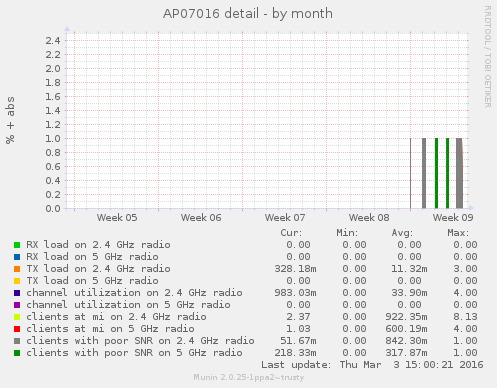 AP07016 detail - by month
RRDTOOL / TOBI OETIKER
% + abs
2.4
2.2
2.0
1.8
1.6
1.4
1.2
1.0
0.8
0.6
0.4
0.2
0.0
Week 05 Week 06 Week 07 Week 08 Week 09
Cur: Min: Avg: Max:
RX load on 2.4 GHz radio 0.00 0.00 0.00 0.00
RX load on 5 GHz radio 0.00 0.00 0.00 0.00
TX load on 2.4 GHz radio 328.18m 0.00 11.32m 3.00
TX load on 5 GHz radio 0.00 0.00 0.00 0.00
channel utilization on 2.4 GHz radio 983.03m 0.00 33.90m 4.00
channel utilization on 5 GHz radio 0.00 0.00 0.00 0.00
clients at mi on 2.4 GHz radio 2.37 0.00 922.35m 8.13
clients at mi on 5 GHz radio 1.03 0.00 600.19m 4.00
clients with poor SNR on 2.4 GHz radio 51.67m 0.00 842.30m 1.00
clients with poor SNR on 5 GHz radio 218.33m 0.00 317.87m 1.00
Last update: Thu Mar 3 15:00:21 2016
Munin 2.0.25-1ppa2~trusty